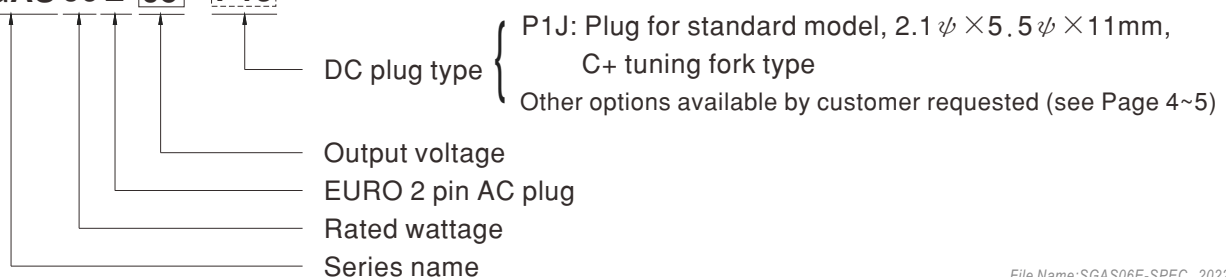 P1J: Plug for standard model, 2.1ψ×5.5ψ×11mm,
C+ tuning fork type
DC plug type
Other options available by customer requested (see Page 4~5)
Output voltage
EURO 2 pin AC plug
Rated wattage
Series name